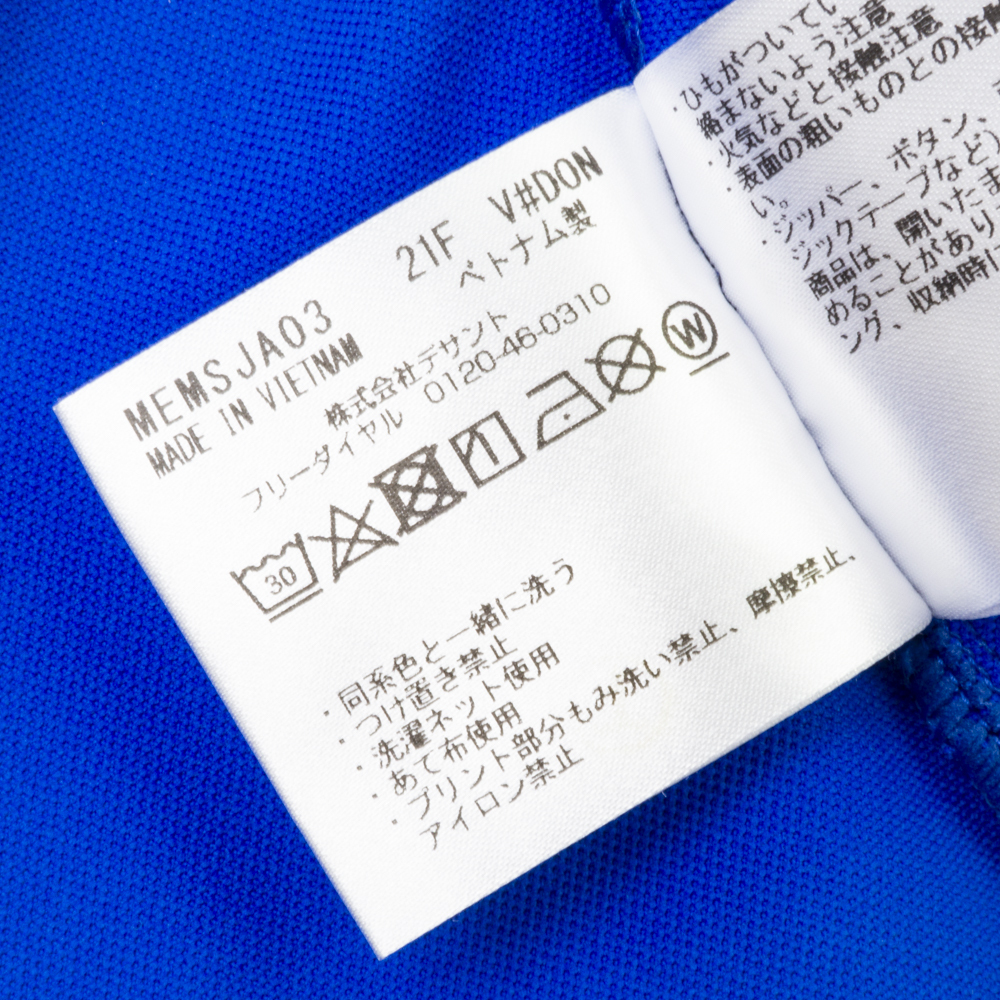 MEMSJA03 21F V#DON
MADE IN VIETNAM ベトナム製
株式会社デサント
フリーダイヤル 0120-46-0310
30 W
・同系色と一緒に洗う
つけ置き禁止
・洗濯ネット使用
・あて布使用
・プリント部分もみ洗い禁止、摩擦禁止、
アイロン禁止
・ひもがついてい
絡まないよう注意
・火気などと接触注意
・表面の粗いものとの接触
い。
・ジッパー、ボタン、
ジックテープなど)
商品は、開いたま
めることがあり
ング、収納時に